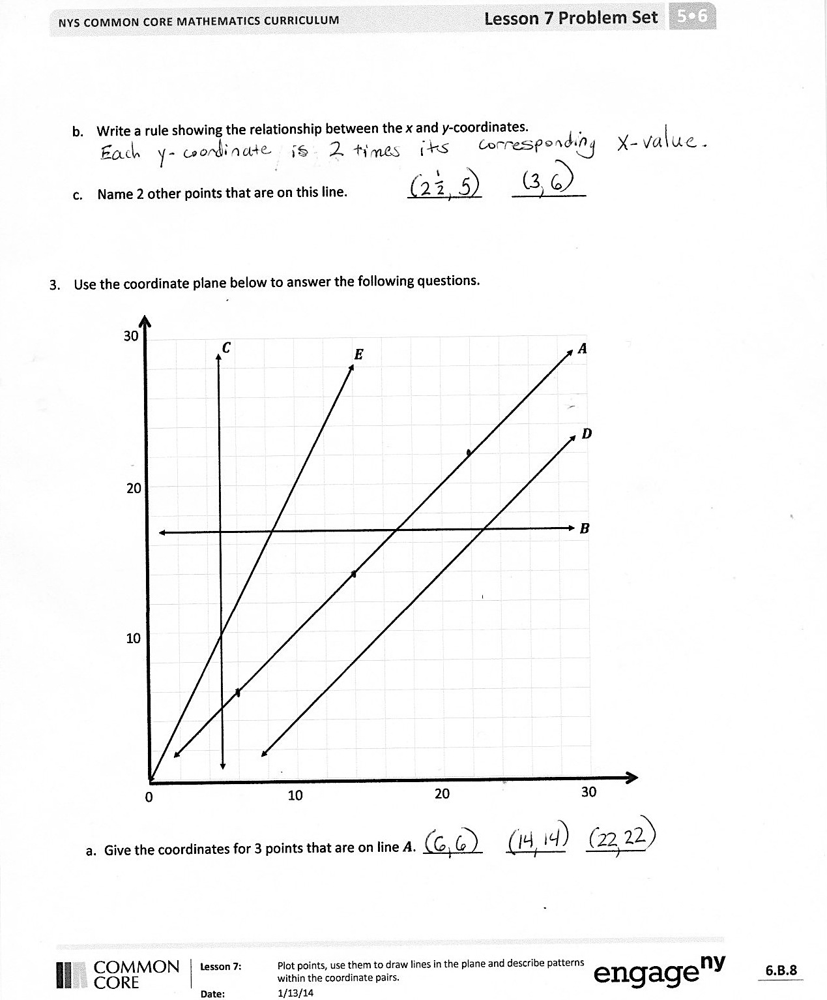 NYS COMMON CORE MATHEMATICS CURRICULUM
Lesson 7 Problem Set 5•6
b. Write a rule showing the relationship between the x and y-coordinates.
Each y-coordinate is 2 times its corresponding x-value.
c. Name 2 other points that are on this line. (2½, 5) (3, 6)
3. Use the coordinate plane below to answer the following questions.
30
C
E
A
D
20
B
10
0 10 20 30
a. Give the coordinates for 3 points that are on line A. (6, 6) (14, 14) (22, 22)
COMMON
CORE
Lesson 7:
Date:
Plot points, use them to draw lines in the plane and describe patterns
within the coordinate pairs.
1/13/14
engageny
6.B.8